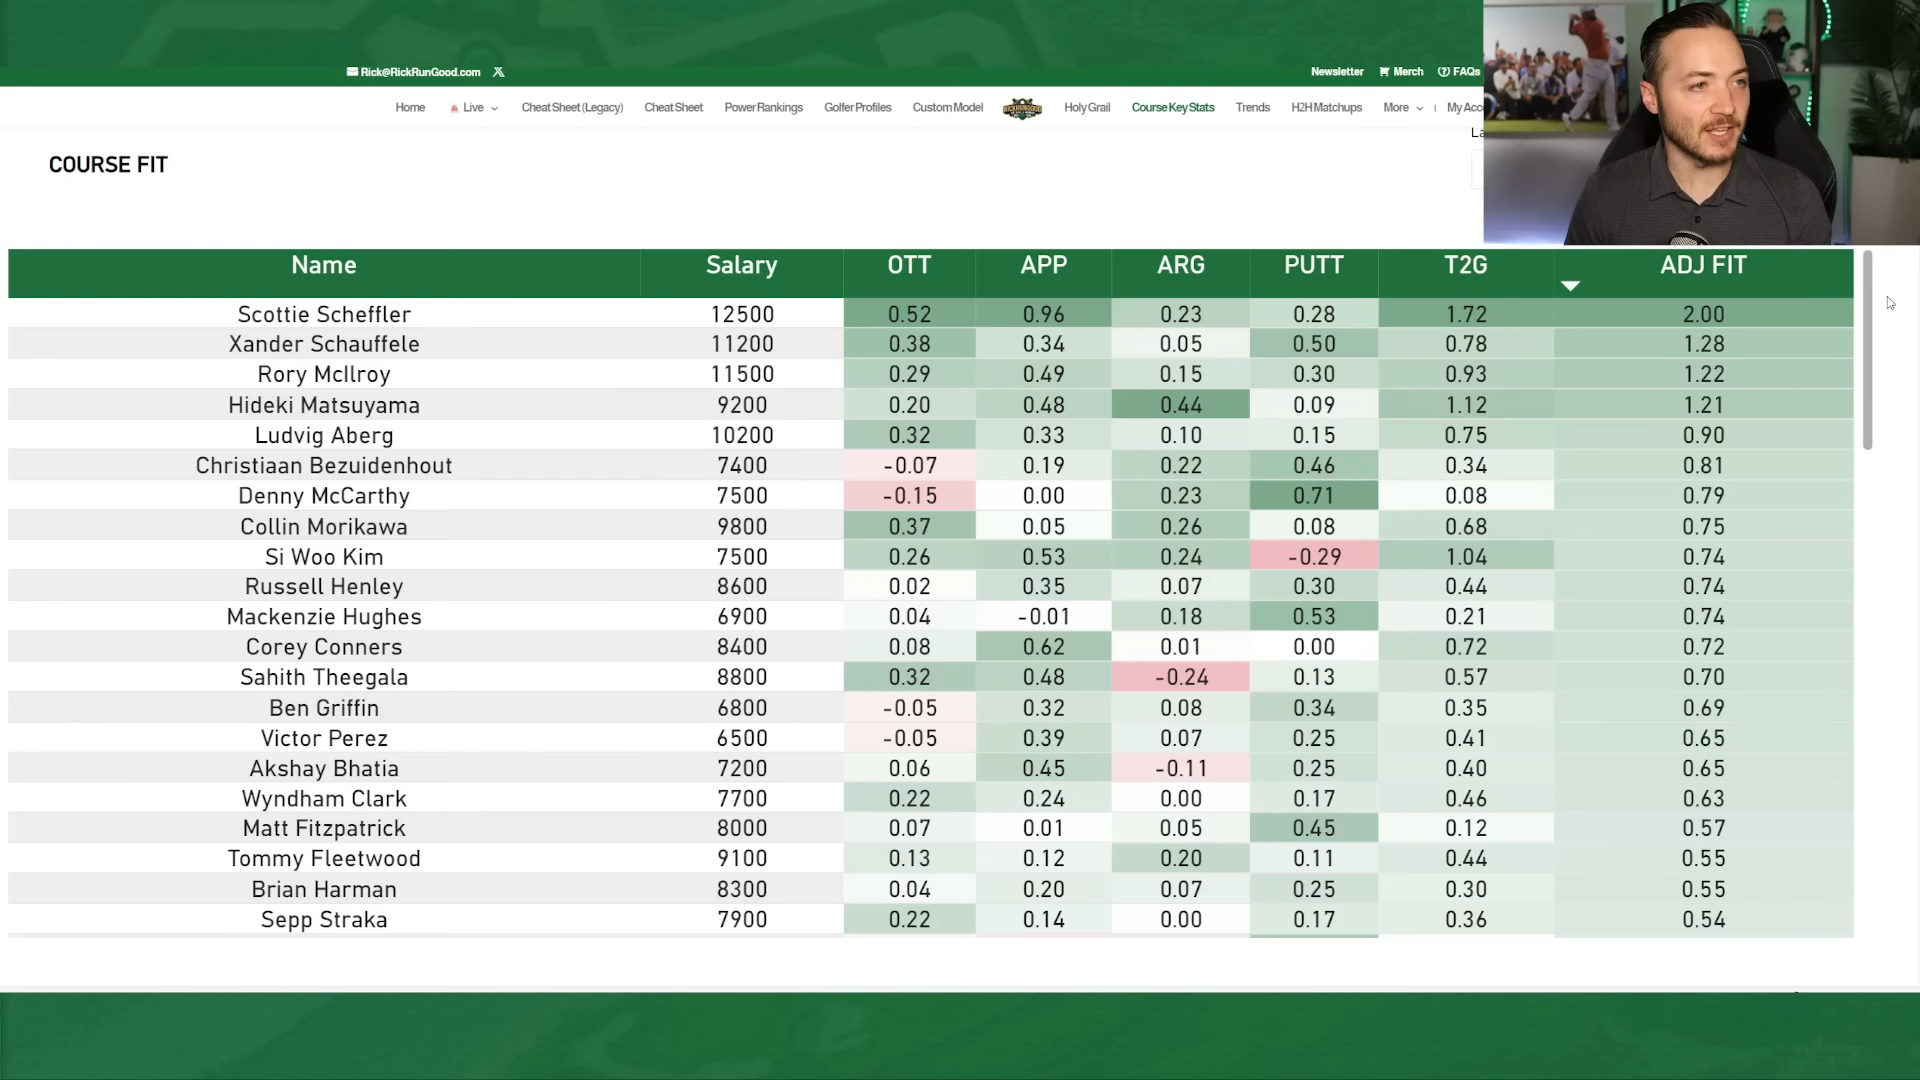 Rick@RickRunGood.com
Newsletter Merch FAQs
Home Live Cheat Sheet (Legacy) Cheat Sheet Power Rankings Golfer Profiles Custom Model Holy Grail Course Key Stats Trends H2H Matchups More My Acc
COURSE FIT
Name Salary OTT APP ARG PUTT T2G ADJ FIT
Scottie Scheffler 12500 0.52 0.96 0.23 0.28 1.72 2.00
Xander Schauffele 11200 0.38 0.34 0.05 0.50 0.78 1.28
Rory McIlroy 11500 0.29 0.49 0.15 0.30 0.93 1.22
Hideki Matsuyama 9200 0.20 0.48 0.44 0.09 1.12 1.21
Ludvig Aberg 10200 0.32 0.33 0.10 0.15 0.75 0.90
Christiaan Bezuidenhout 7400 -0.07 0.19 0.22 0.46 0.34 0.81
Denny McCarthy 7500 -0.15 0.00 0.23 0.71 0.08 0.79
Collin Morikawa 9800 0.37 0.05 0.26 0.08 0.68 0.75
Si Woo Kim 7500 0.26 0.53 0.24 -0.29 1.04 0.74
Russell Henley 8600 0.02 0.35 0.07 0.30 0.44 0.74
Mackenzie Hughes 6900 0.04 -0.01 0.18 0.53 0.21 0.74
Corey Conners 8400 0.08 0.62 0.01 0.00 0.72 0.72
Sahith Theegala 8800 0.32 0.48 -0.24 0.13 0.57 0.70
Ben Griffin 6800 -0.05 0.32 0.08 0.34 0.35 0.69
Victor Perez 6500 -0.05 0.39 0.07 0.25 0.41 0.65
Akshay Bhatia 7200 0.06 0.45 -0.11 0.25 0.40 0.65
Wyndham Clark 7700 0.22 0.24 0.00 0.17 0.46 0.63
Matt Fitzpatrick 8000 0.07 0.01 0.05 0.45 0.12 0.57
Tommy Fleetwood 9100 0.13 0.12 0.20 0.11 0.44 0.55
Brian Harman 8300 0.04 0.20 0.07 0.25 0.30 0.55
Sepp Straka 7900 0.22 0.14 0.00 0.17 0.36 0.54